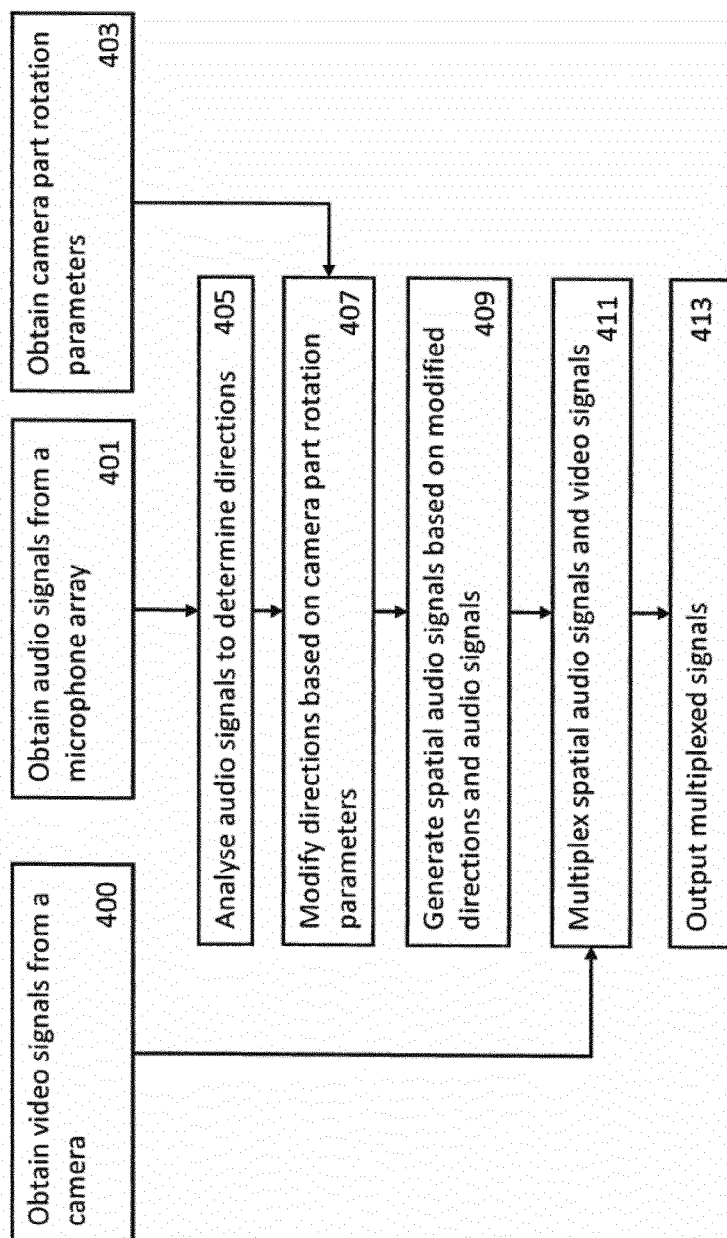 Obtain video signals from a
camera
400
Obtain audio signals from a
microphone array
401
Obtain camera part rotation
parameters
403
Analyse audio signals to determine directions 405
Modify directions based on camera part rotation
parameters
407
Generate spatial audio signals based on modified
directions and audio signals
409
Multiplex spatial audio signals and video signals
411
Output multiplexed signals
413